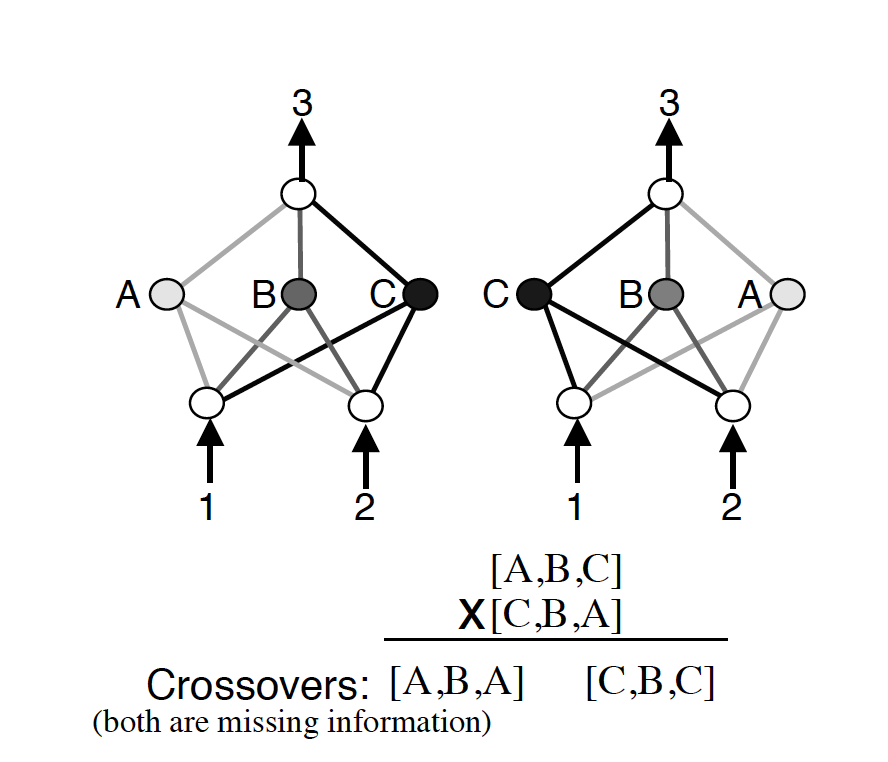 3 3
A B C C B A
1 2 1 2
[A,B,C]
X[C,B,A]
Crossovers: [A,B,A] [C,B,C]
(both are missing information)